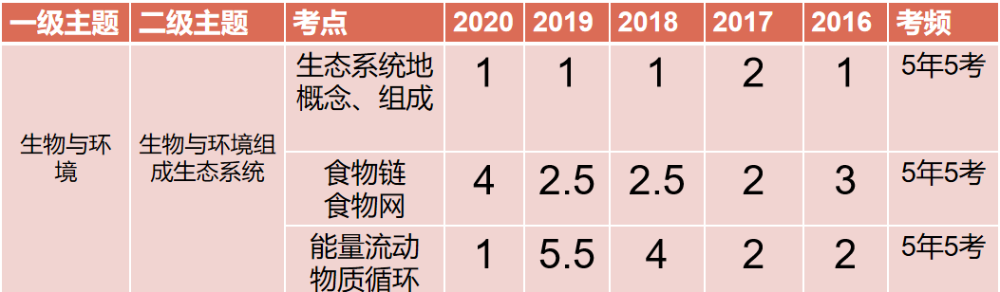 一级主题 二级主题 考点 2020 2019 2018 2017 2016 考频
生物与环
境
生物与环境组
成生态系统
生态系统地
概念、组成
1 1 1 2 1 5年5考
食物链
食物网
4 2.5 2.5 2 3 5年5考
能量流动
物质循环
1 5.5 4 2 2 5年5考